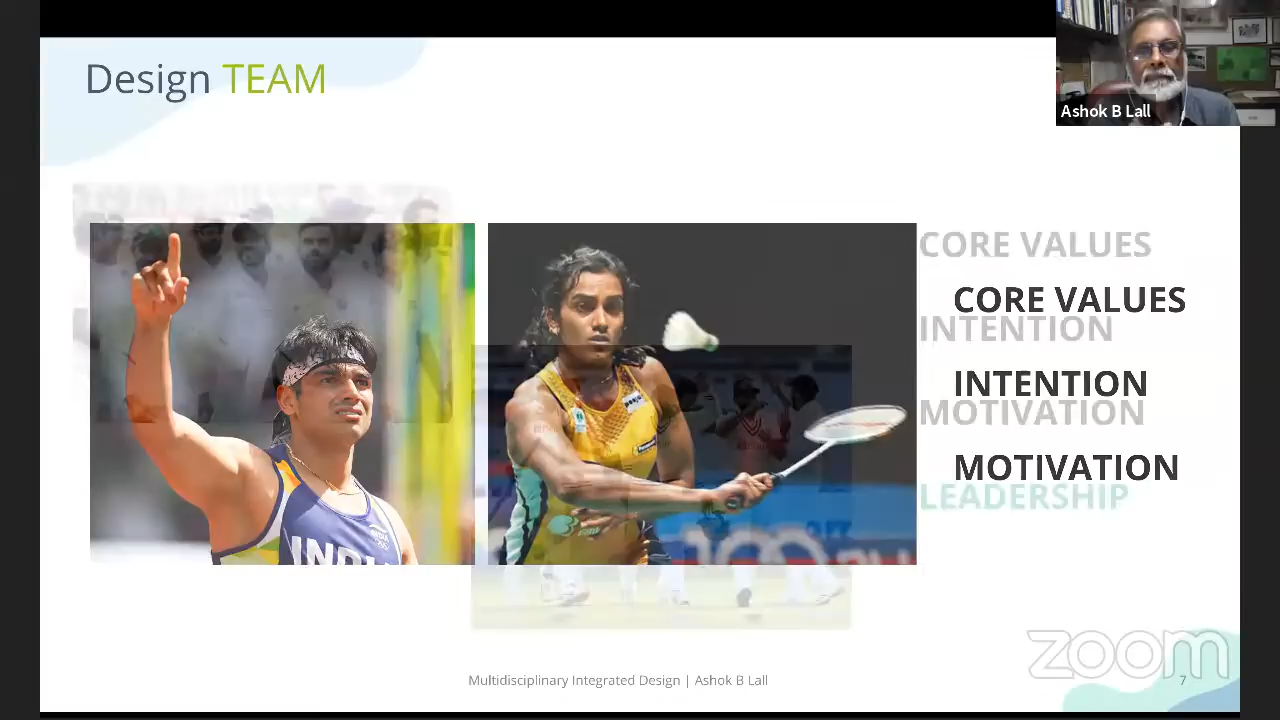 Design TEAM
Ashok B Lall
CORE VALUES
CORE VALUES
INTENTION
INTENTION
MOTIVATION
MOTIVATION
LEADERSHIP
INDIA
zoom
Multidisciplinary Integrated Design | Ashok B Lall
7